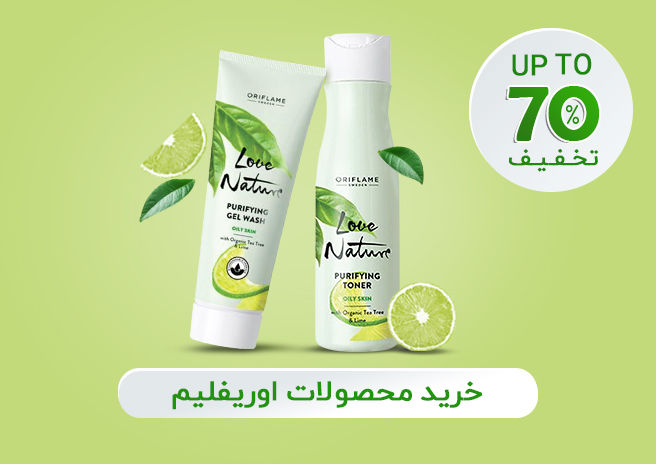 UP TO
70%
تخفیف
ORIFLAME
SWEDEN
Love
Nature
PURIFYING
GEL WASH
OILY SKIN
with Organic Tea Tree
& Lime
ORIFLAME
SWEDEN
Love
Nature
PURIFYING
TONER
OILY SKIN
with Organic Tea Tree
& Lime
خرید محصولات اوریفلیم